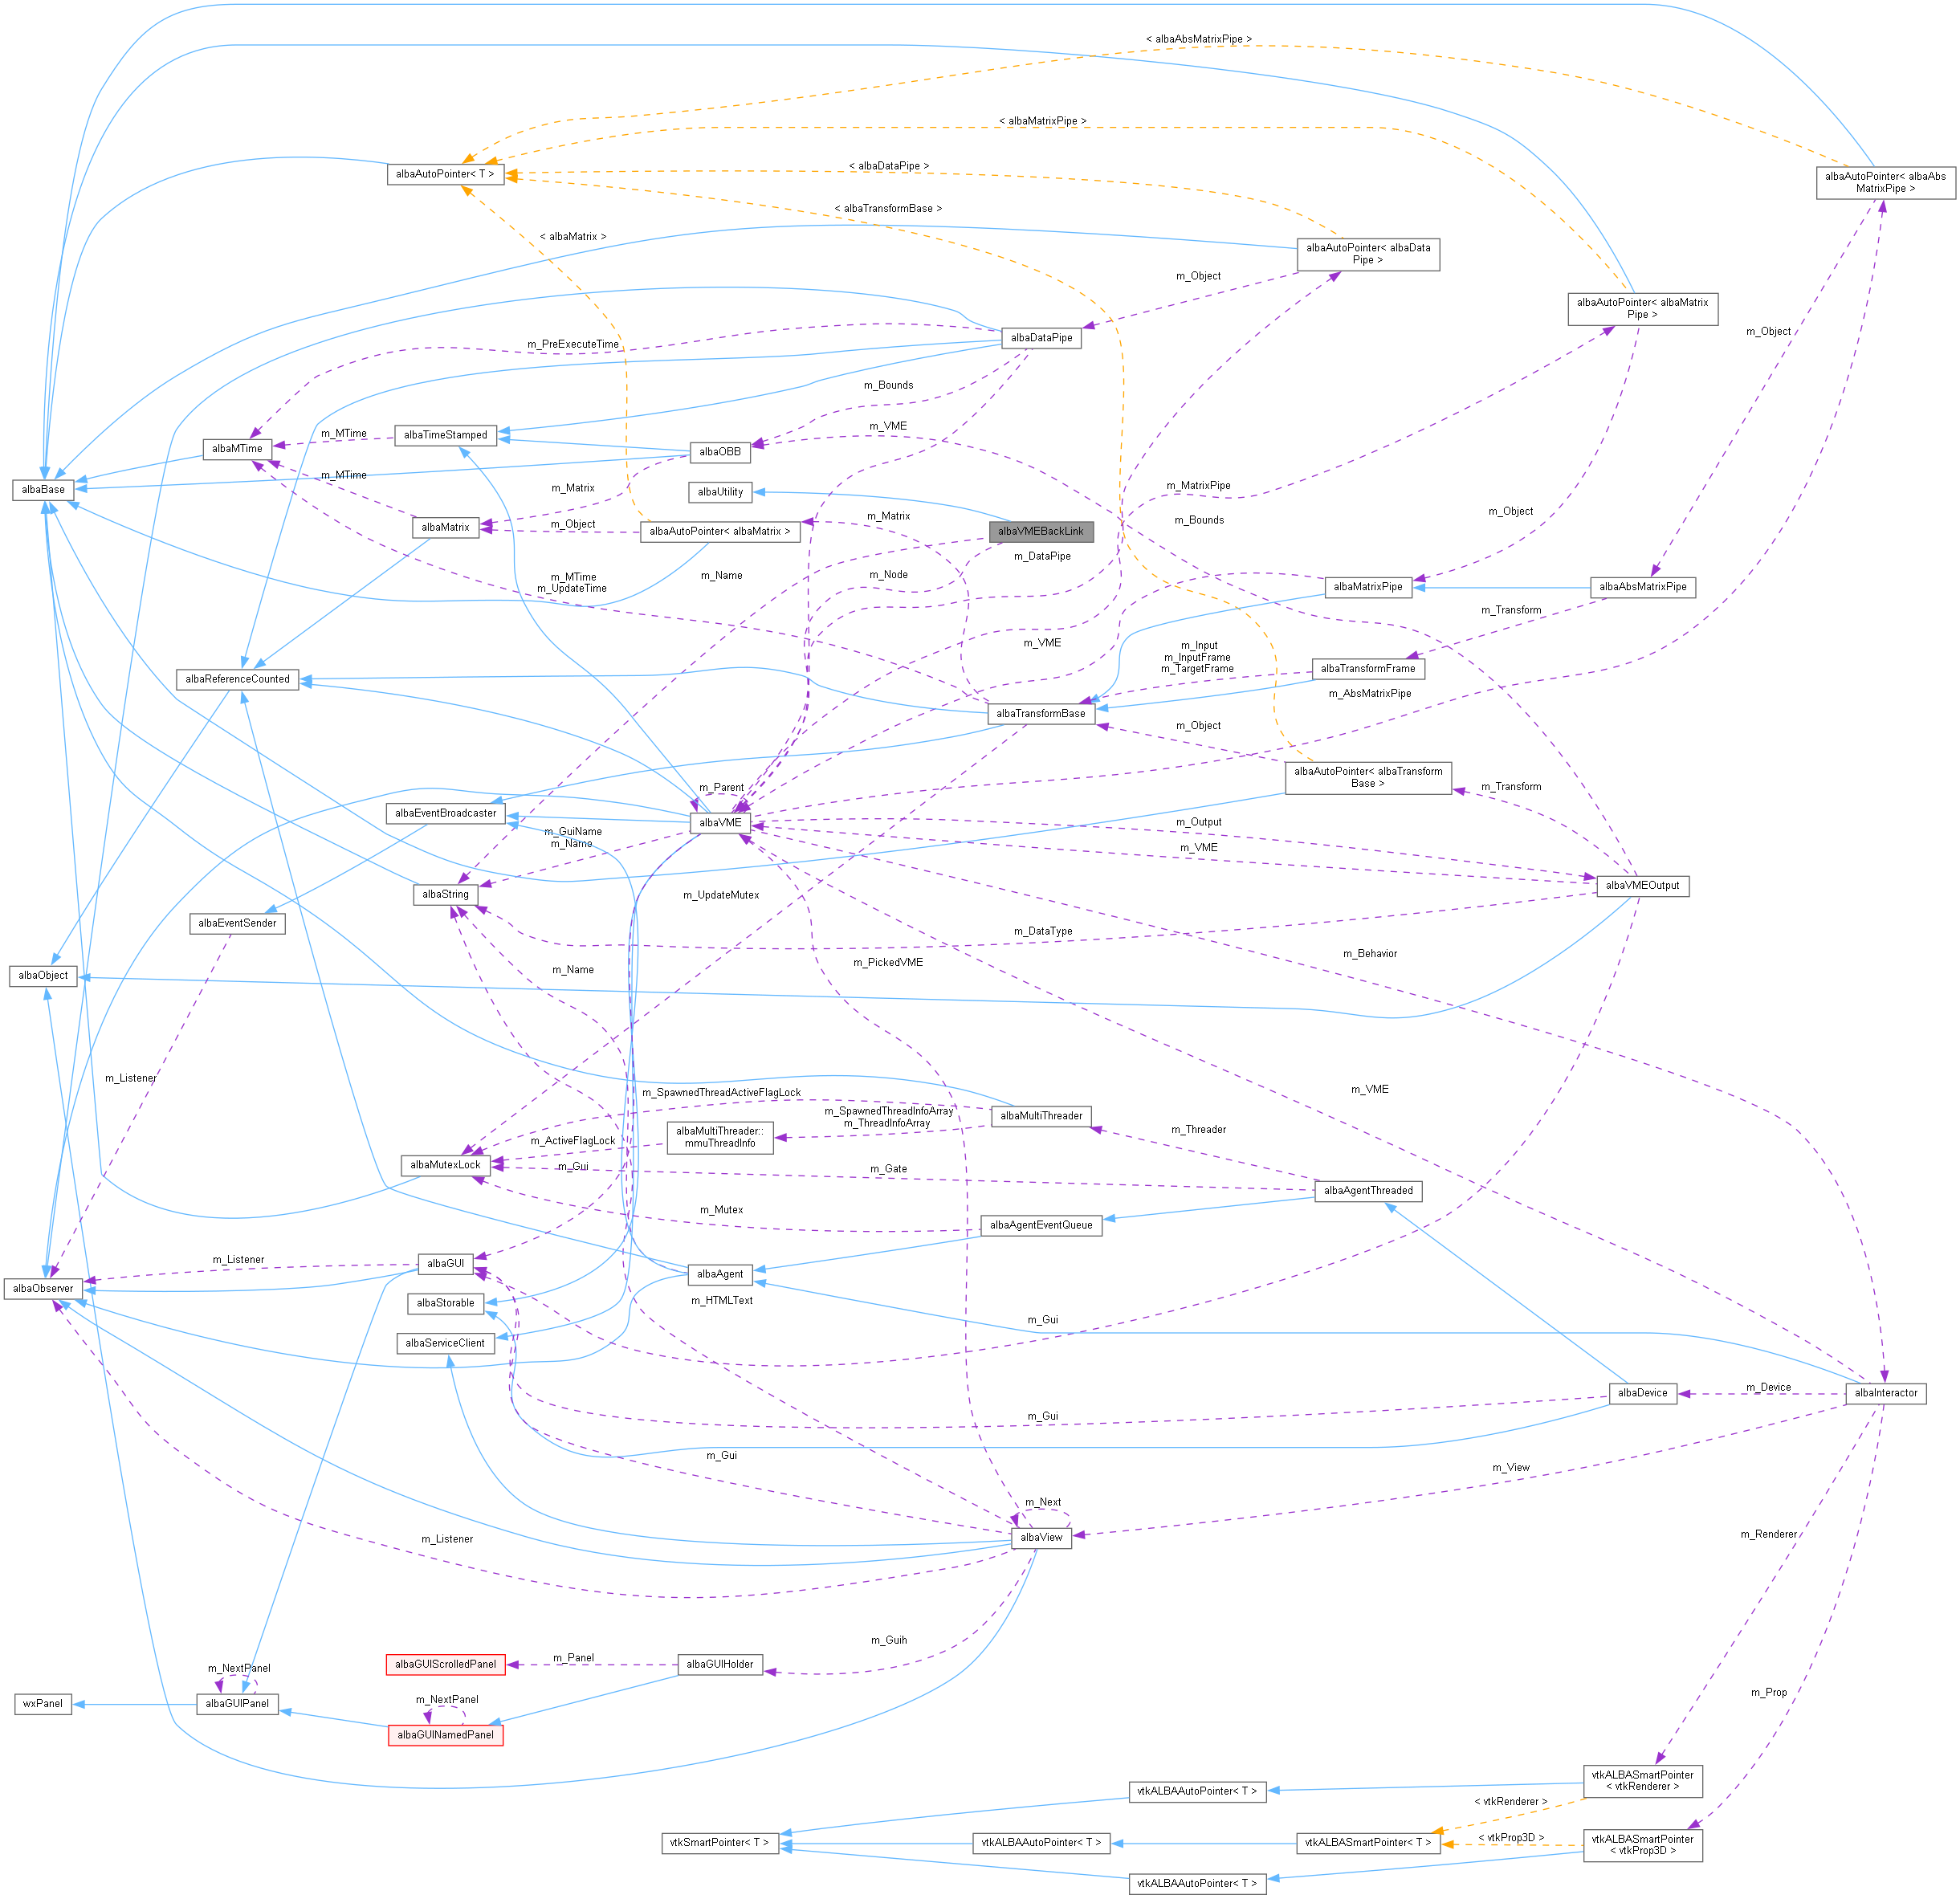 < albaAbsMatrixPipe >
< albaMatrixPipe >
< albaDataPipe >
albaAutoPointer< T >
albaAutoPointer< albaAbs
MatrixPipe >
< albaTransformBase >
< albaMatrix >
albaAutoPointer< albaData
Pipe >
m_Object
albaAutoPointer< albaMatrix
Pipe >
m_Object
albaDataPipe
m_PreExecuteTime
m_Bounds
m_VME
albaTimeStamped
m_MTime
albaMTime
albaOBB
m_MatrixPipe
m_MTime
albaBase
albaUtility
m_Matrix
m_Object
m_Matrix
m_Bounds
albaMatrix
m_Object
albaAutoPointer< albaMatrix >
albaVMEBackLink
m_DataPipe
m_Name
m_Node
m_MTime
m_UpdateTime
albaMatrixPipe
albaAbsMatrixPipe
m_Transform
m_VME
m_Input
m_InputFrame
m_TargetFrame
albaTransformFrame
albaReferenceCounted
m_AbsMatrixPipe
albaTransformBase
m_Object
albaAutoPointer< albaTransform
Base >
m_Parent
m_Transform
albaEventBroadcaster
albaVME
m_Output
m_GuiName
m_Name
m_VME
albaString
m_UpdateMutex
albaVMEOutput
albaEventSender
m_DataType
m_Name
m_PickedVME
m_Behavior
albaObject
m_Listener
m_SpawnedThreadActiveFlagLock
m_VME
m_SpawnedThreadInfoArray
m_ThreadInfoArray
albaMultiThreader
albaMultiThreader::
mmuThreadInfo
m_Threader
m_ActiveFlagLock
albaMutexLock
m_Gui
m_Gate
albaAgentThreaded
m_Mutex
albaAgentEventQueue
m_Listener
albaGUI
albaAgent
albaObserver
albaStorable
m_HTMLText
m_Gui
albaServiceClient
m_Device
albaDevice
albaInteractor
m_Gui
m_Gui
m_View
m_Next
albaView
m_Listener
m_Renderer
m_Guih
albaGUIScrolledPanel
m_Panel
albaGUIHolder
m_NextPanel
m_NextPanel
m_Prop
wxPanel
albaGUIPanel
albaGUINamedPanel
vtkALBASmartPointer
< vtkRenderer >
vtkALBAAutoPointer< T >
< vtkRenderer >
vtkSmartPointer< T >
vtkALBAAutoPointer< T >
vtkALBASmartPointer< T >
< vtkProp3D >
vtkALBASmartPointer
< vtkProp3D >
vtkALBAAutoPointer< T >